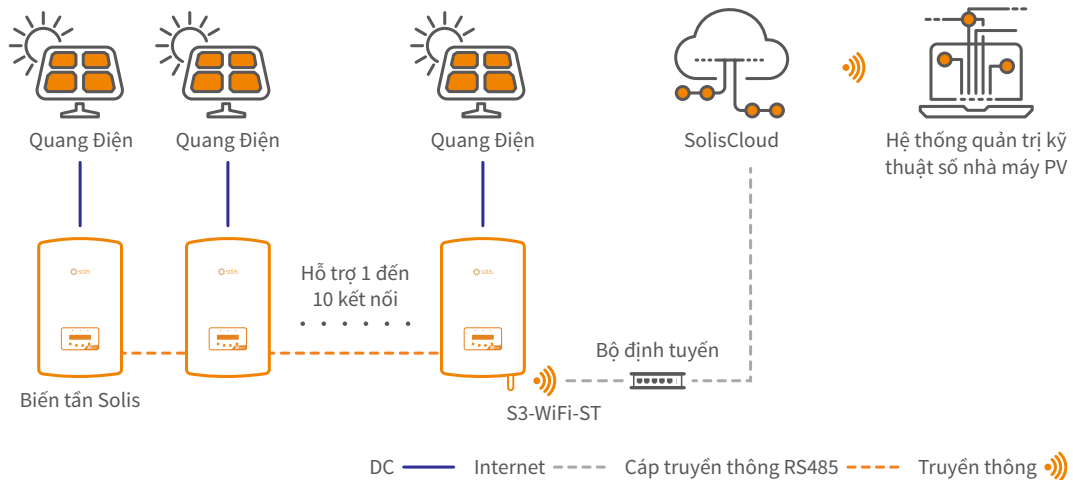 Quang Điện
Quang Điện
Quang Điện
SolisCloud
Hệ thống quản trị kỹ
thuật số nhà máy PV
solis
solis
solis
Hỗ trợ 1 đến
10 kết nối
Bộ định tuyến
Biến tần Solis
S3-WiFi-ST
DC
Internet
Cáp truyền thông RS485
Truyền thông